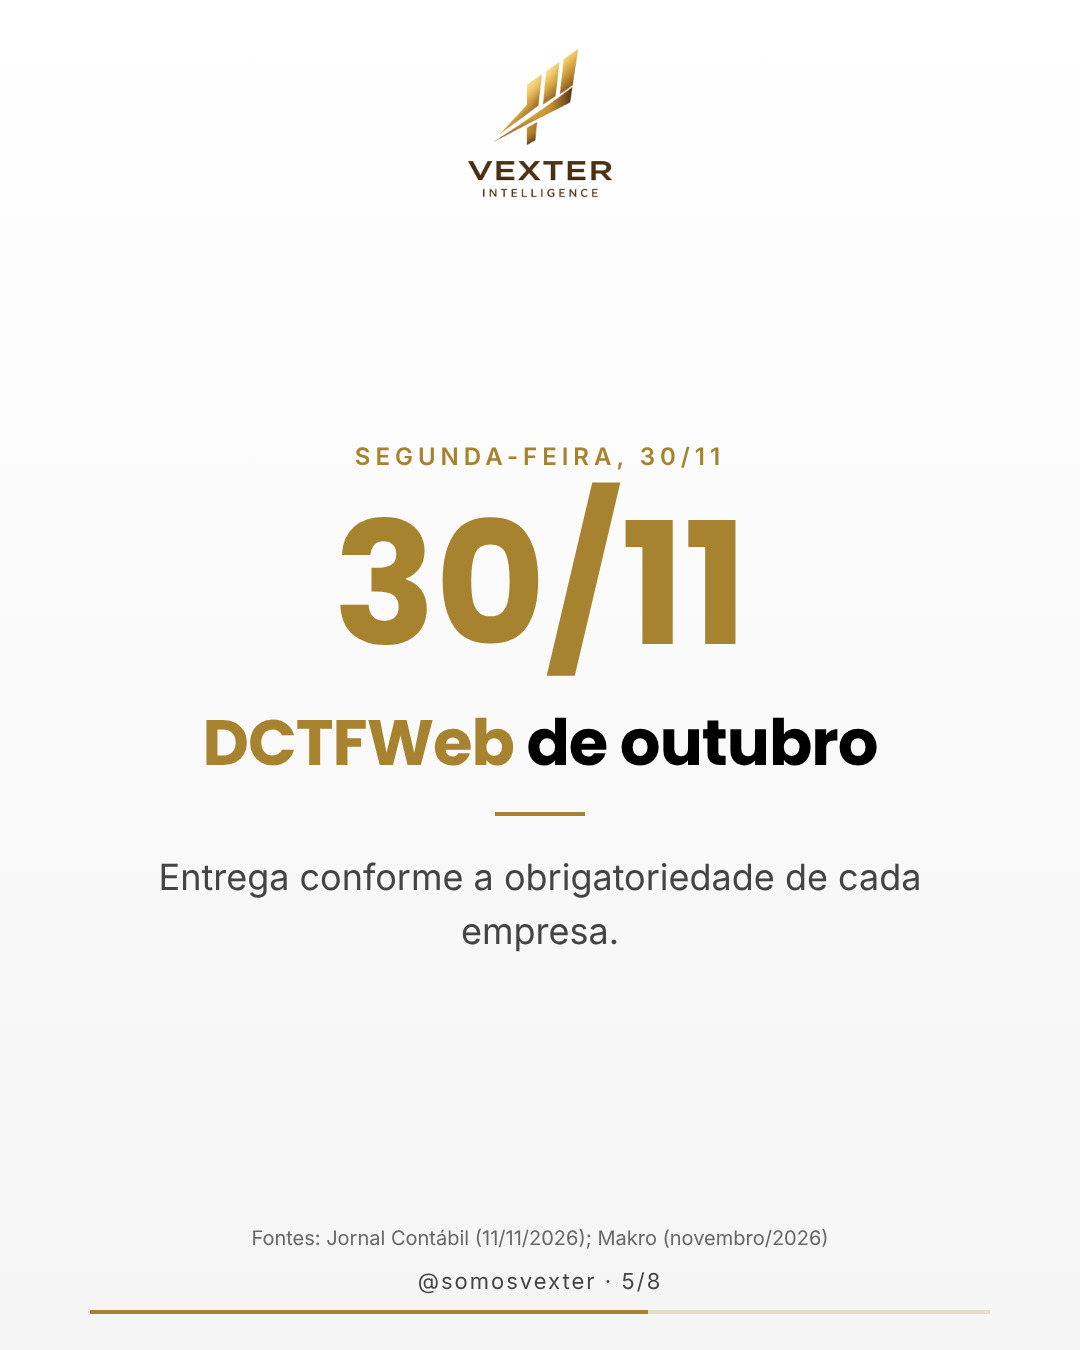 VEXTER
INTELLIGENCE
SEGUNDA-FEIRA, 30/11
30/11
DCTFWeb de outubro
Entrega conforme a obrigatoriedade de cada
empresa.
Fontes: Jornal Contábil (11/11/2026); Makro (novembro/2026)
@somosvexter · 5/8